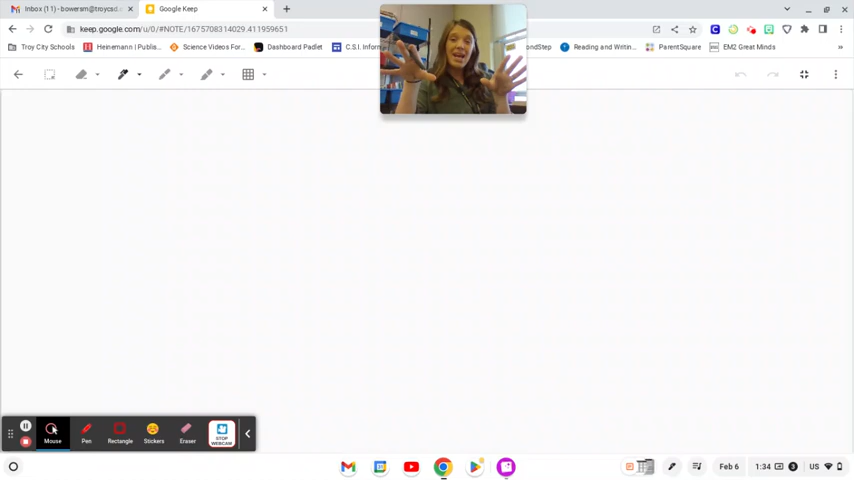 Inbox (11) - bowersm@troycsd.
Google Keep
keep.google.com/u/0/#NOTE/1675708314029.411959651
Troy City Schools
Heinemann | Publis...
Science Videos For...
Dashboard Padlet
C.S.I. Inform
ondStep
Reading and Writin...
ParentSquare
EM2 Great Minds
»
Mouse
Pen
Rectangle
Stickers
Eraser
STOP
WEBCAM
Feb 6
1:34
3
US